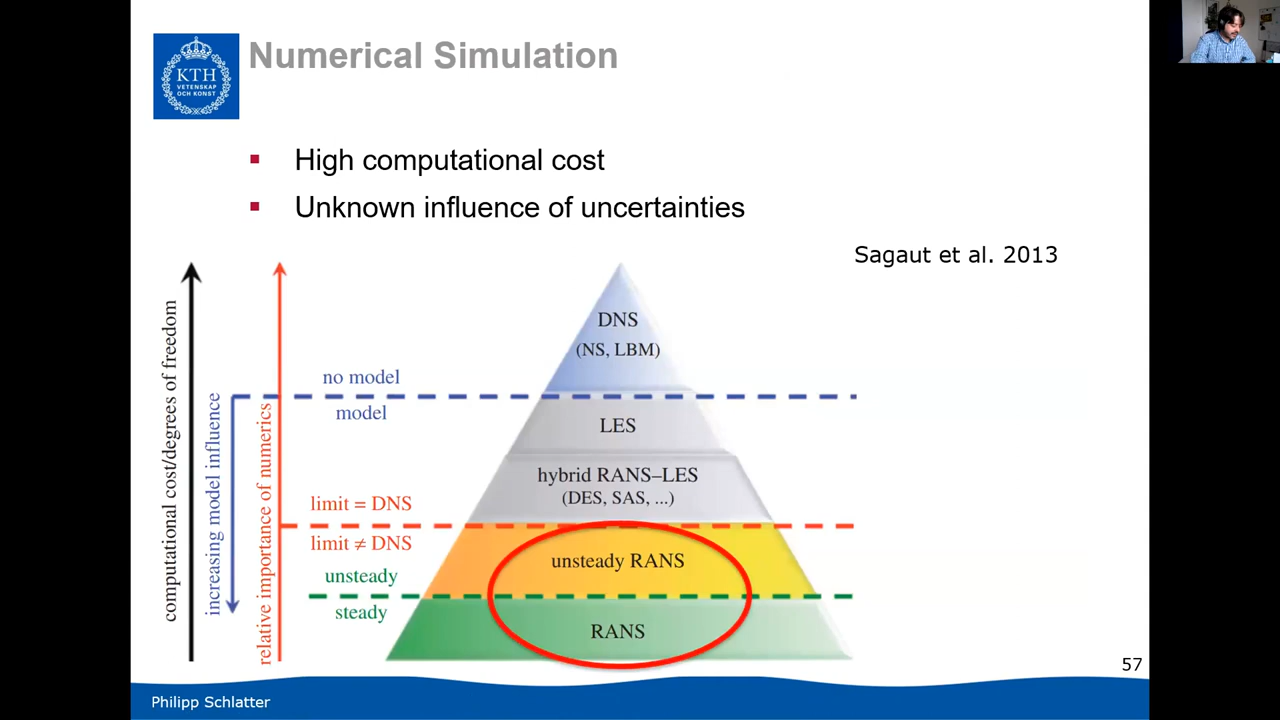 KTH
VETENSKAP
OCH KONST
Numerical Simulation
▪ High computational cost
▪ Unknown influence of uncertainties
Sagaut et al. 2013
computational cost/degrees of freedom
increasing model influence
relative importance of numerics
no model
model
limit = DNS
limit ≠ DNS
unsteady
steady
DNS
(NS, LBM)
LES
hybrid RANS–LES
(DES, SAS, ...)
unsteady RANS
RANS
57
Philipp Schlatter